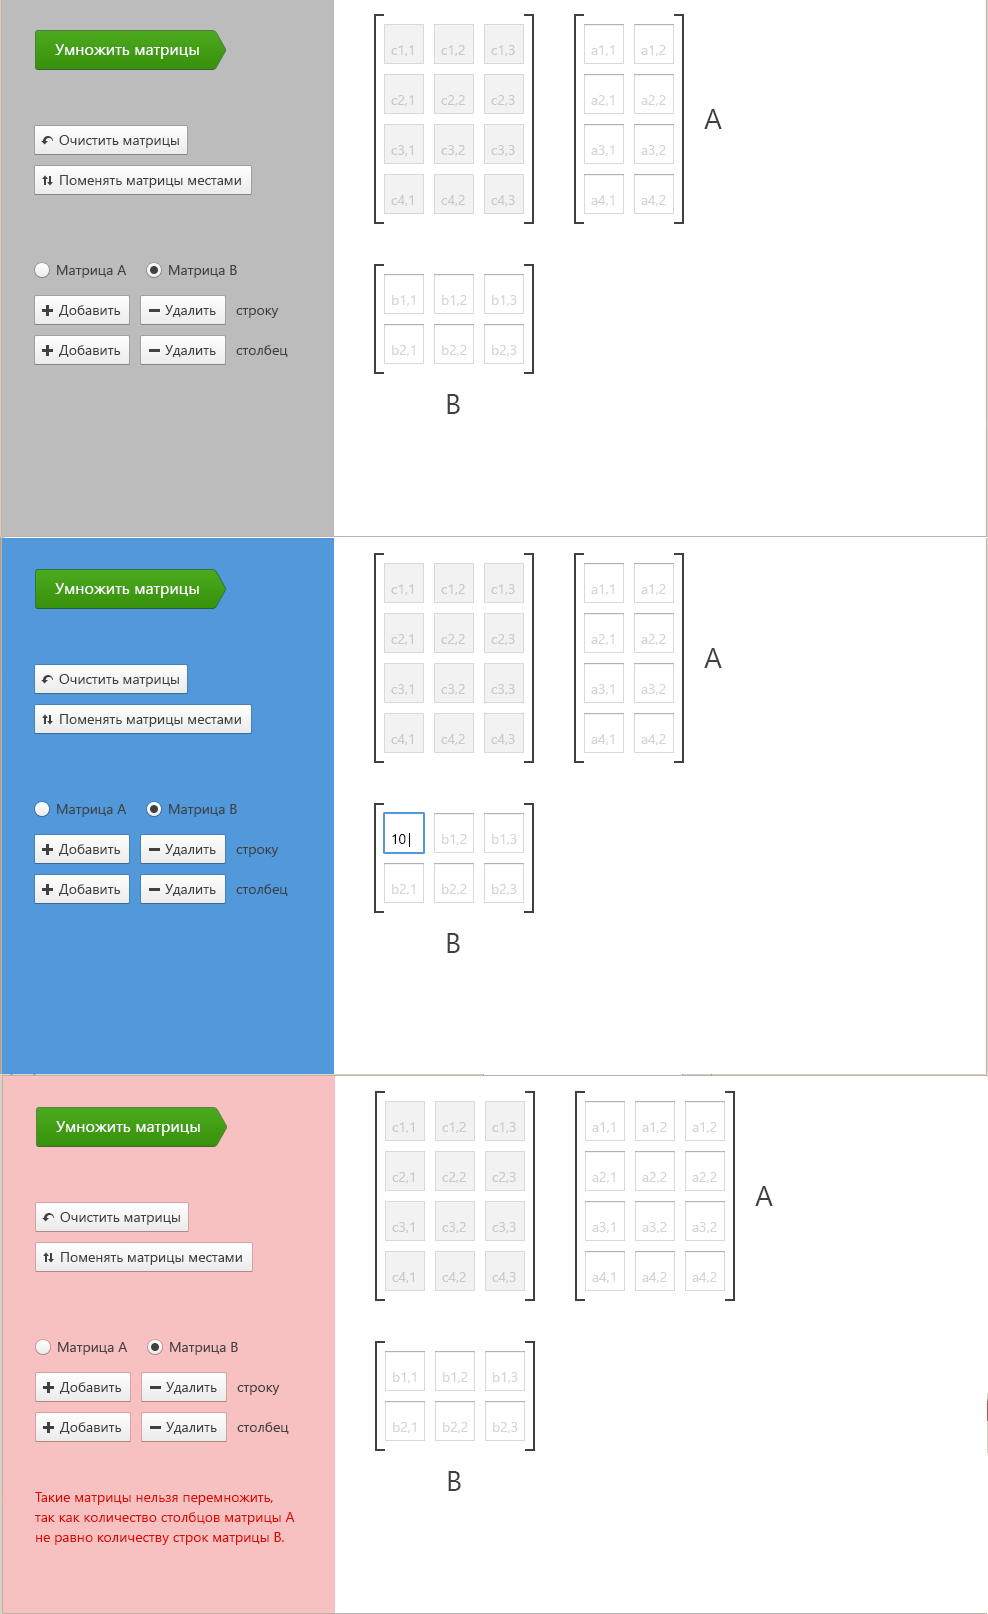 Умножить матрицы
Очистить матрицы
Поменять матрицы местами
Матрица A Матрица B
Добавить Удалить строку
Добавить Удалить столбец
c1,1 c1,2 c1,3 a1,1 a1,2
c2,1 c2,2 c2,3 a2,1 a2,2
A
c3,1 c3,2 c3,3 a3,1 a3,2
c4,1 c4,2 c4,3 a4,1 a4,2
b1,1 b1,2 b1,3
b2,1 b2,2 b2,3
B
Умножить матрицы
Очистить матрицы
Поменять матрицы местами
Матрица A Матрица B
Добавить Удалить строку
Добавить Удалить столбец
c1,1 c1,2 c1,3 a1,1 a1,2
c2,1 c2,2 c2,3 a2,1 a2,2
A
c3,1 c3,2 c3,3 a3,1 a3,2
c4,1 c4,2 c4,3 a4,1 a4,2
10 b1,2 b1,3
b2,1 b2,2 b2,3
B
Умножить матрицы
Очистить матрицы
Поменять матрицы местами
Матрица A Матрица B
Добавить Удалить строку
Добавить Удалить столбец
Такие матрицы нельзя перемножить,
так как количество столбцов матрицы A
не равно количеству строк матрицы B.
c1,1 c1,2 c1,3 a1,1 a1,2 a1,2
c2,1 c2,2 c2,3 a2,1 a2,2 a2,2
A
c3,1 c3,2 c3,3 a3,1 a3,2 a3,2
c4,1 c4,2 c4,3 a4,1 a4,2 a4,2
b1,1 b1,2 b1,3
b2,1 b2,2 b2,3
B